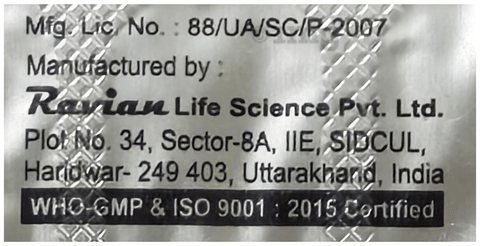 Mfg. Lic. No. : 88/UA/SC/P-2007
Manufactured by :
Ravian Life Science Pvt. Ltd.
Plot No. 34, Sector-8A, IIE, SIDCUL,
Haridwar- 249 403, Uttarakhand, India
WHO-GMP & ISO 9001 : 2015 Certified